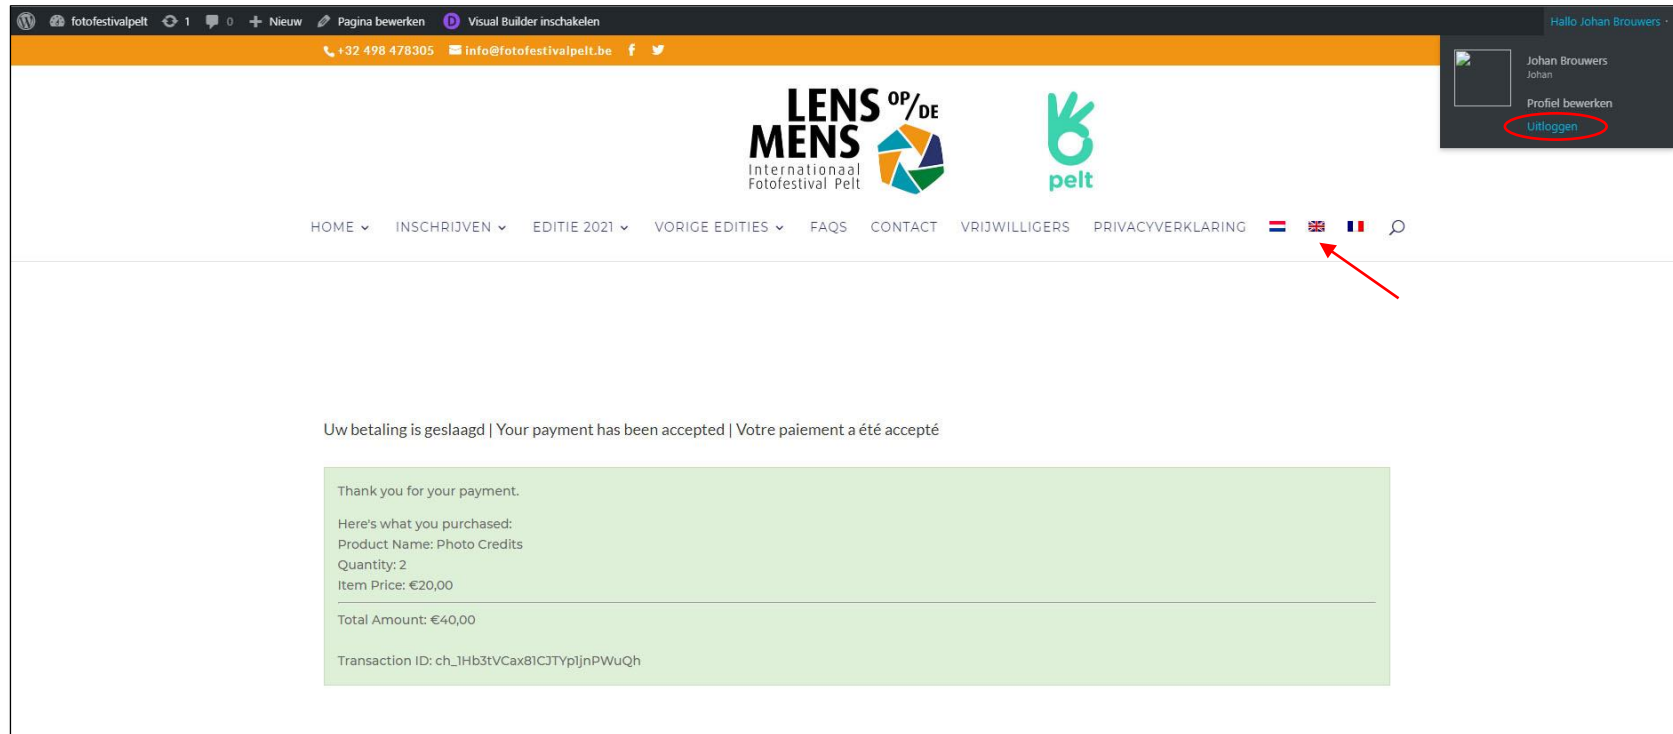 fotofestivalpelt 1 0 Nieuw Pagina bewerken D Visual Builder inschakelen Hallo Johan Brouwers
+32 498 478305 info@fotofestivalpelt.be
Johan Brouwers
Johan
Profiel bewerken
Uitloggen
LENS OP/DE
MENS
Internationaal
Fotofestival Pelt
pelt
HOME INSCHRIJVEN EDITIE 2021 VORIGE EDITIES FAQS CONTACT VRIJWILLIGERS PRIVACYVERKLARING
Uw betaling is geslaagd | Your payment has been accepted | Votre paiement a été accepté
Thank you for your payment.
Here's what you purchased:
Product Name: Photo Credits
Quantity: 2
Item Price: €20,00
Total Amount: €40,00
Transaction ID: ch_1Hb3tVCax81CJTYp1jnPWuQh